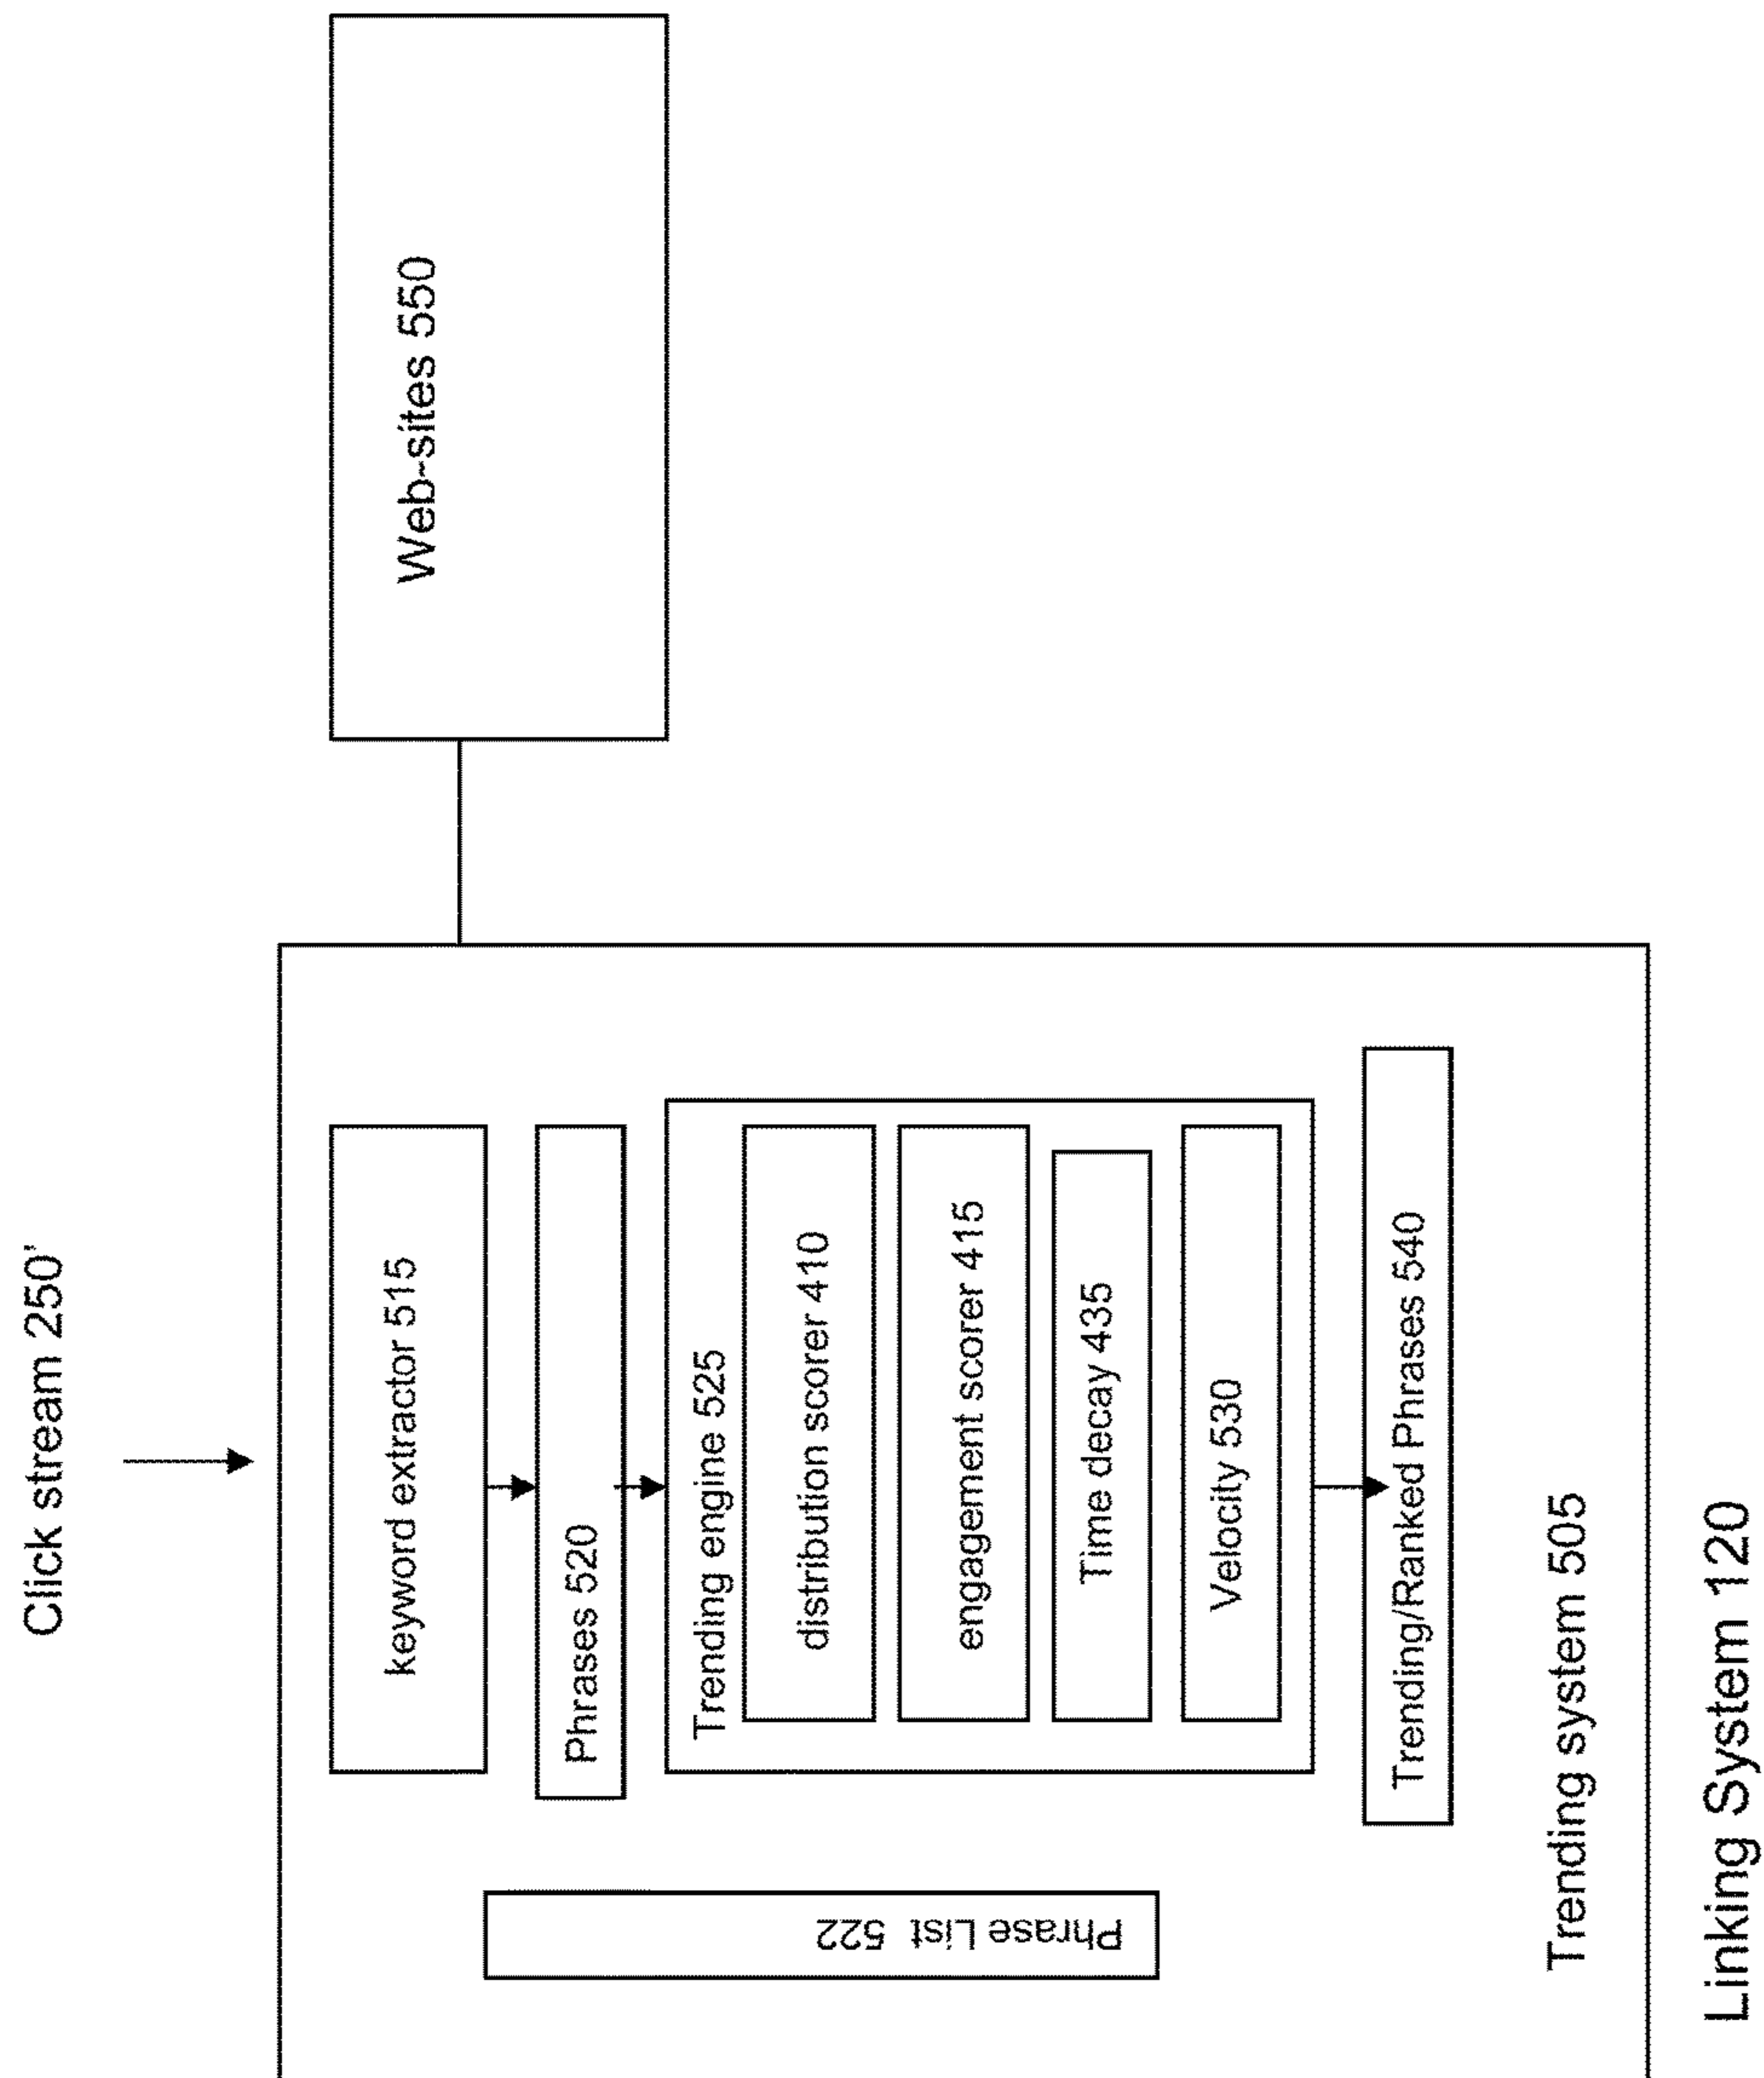 Click stream 250'
Web-sites 550
keyword extractor 515
Phrases 520
Phrase List 522
Trending engine 525
distribution scorer 410
engagement scorer 415
Time decay 435
Velocity 530
Trending/Ranked Phrases 540
Trending system 505
Linking System 120